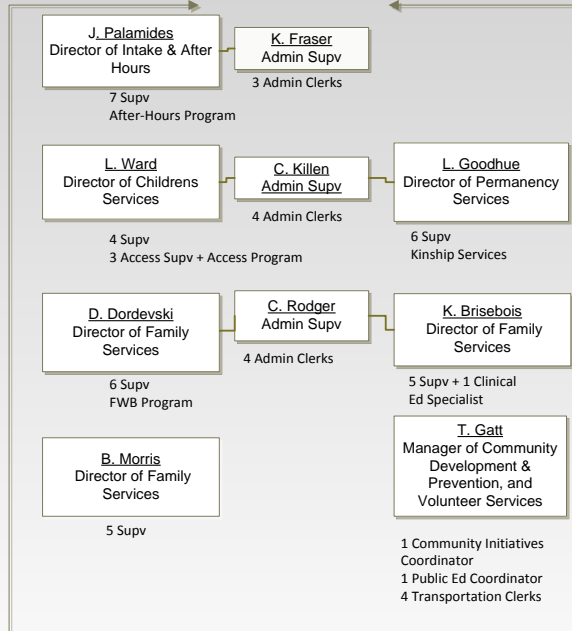 J. Palamides
Director of Intake & After
Hours
7 Supv
After-Hours Program
K. Fraser
Admin Supv
3 Admin Clerks
L. Ward
Director of Childrens
Services
4 Supv
3 Access Supv + Access Program
C. Killen
Admin Supv
4 Admin Clerks
L. Goodhue
Director of Permanency
Services
6 Supv
Kinship Services
D. Dordevski
Director of Family
Services
6 Supv
FWB Program
C. Rodger
Admin Supv
4 Admin Clerks
K. Brisebois
Director of Family
Services
5 Supv + 1 Clinical
Ed Specialist
B. Morris
Director of Family
Services
5 Supv
T. Gatt
Manager of Community
Development &
Prevention, and
Volunteer Services
1 Community Initiatives
Coordinator
1 Public Ed Coordinator
4 Transportation Clerks